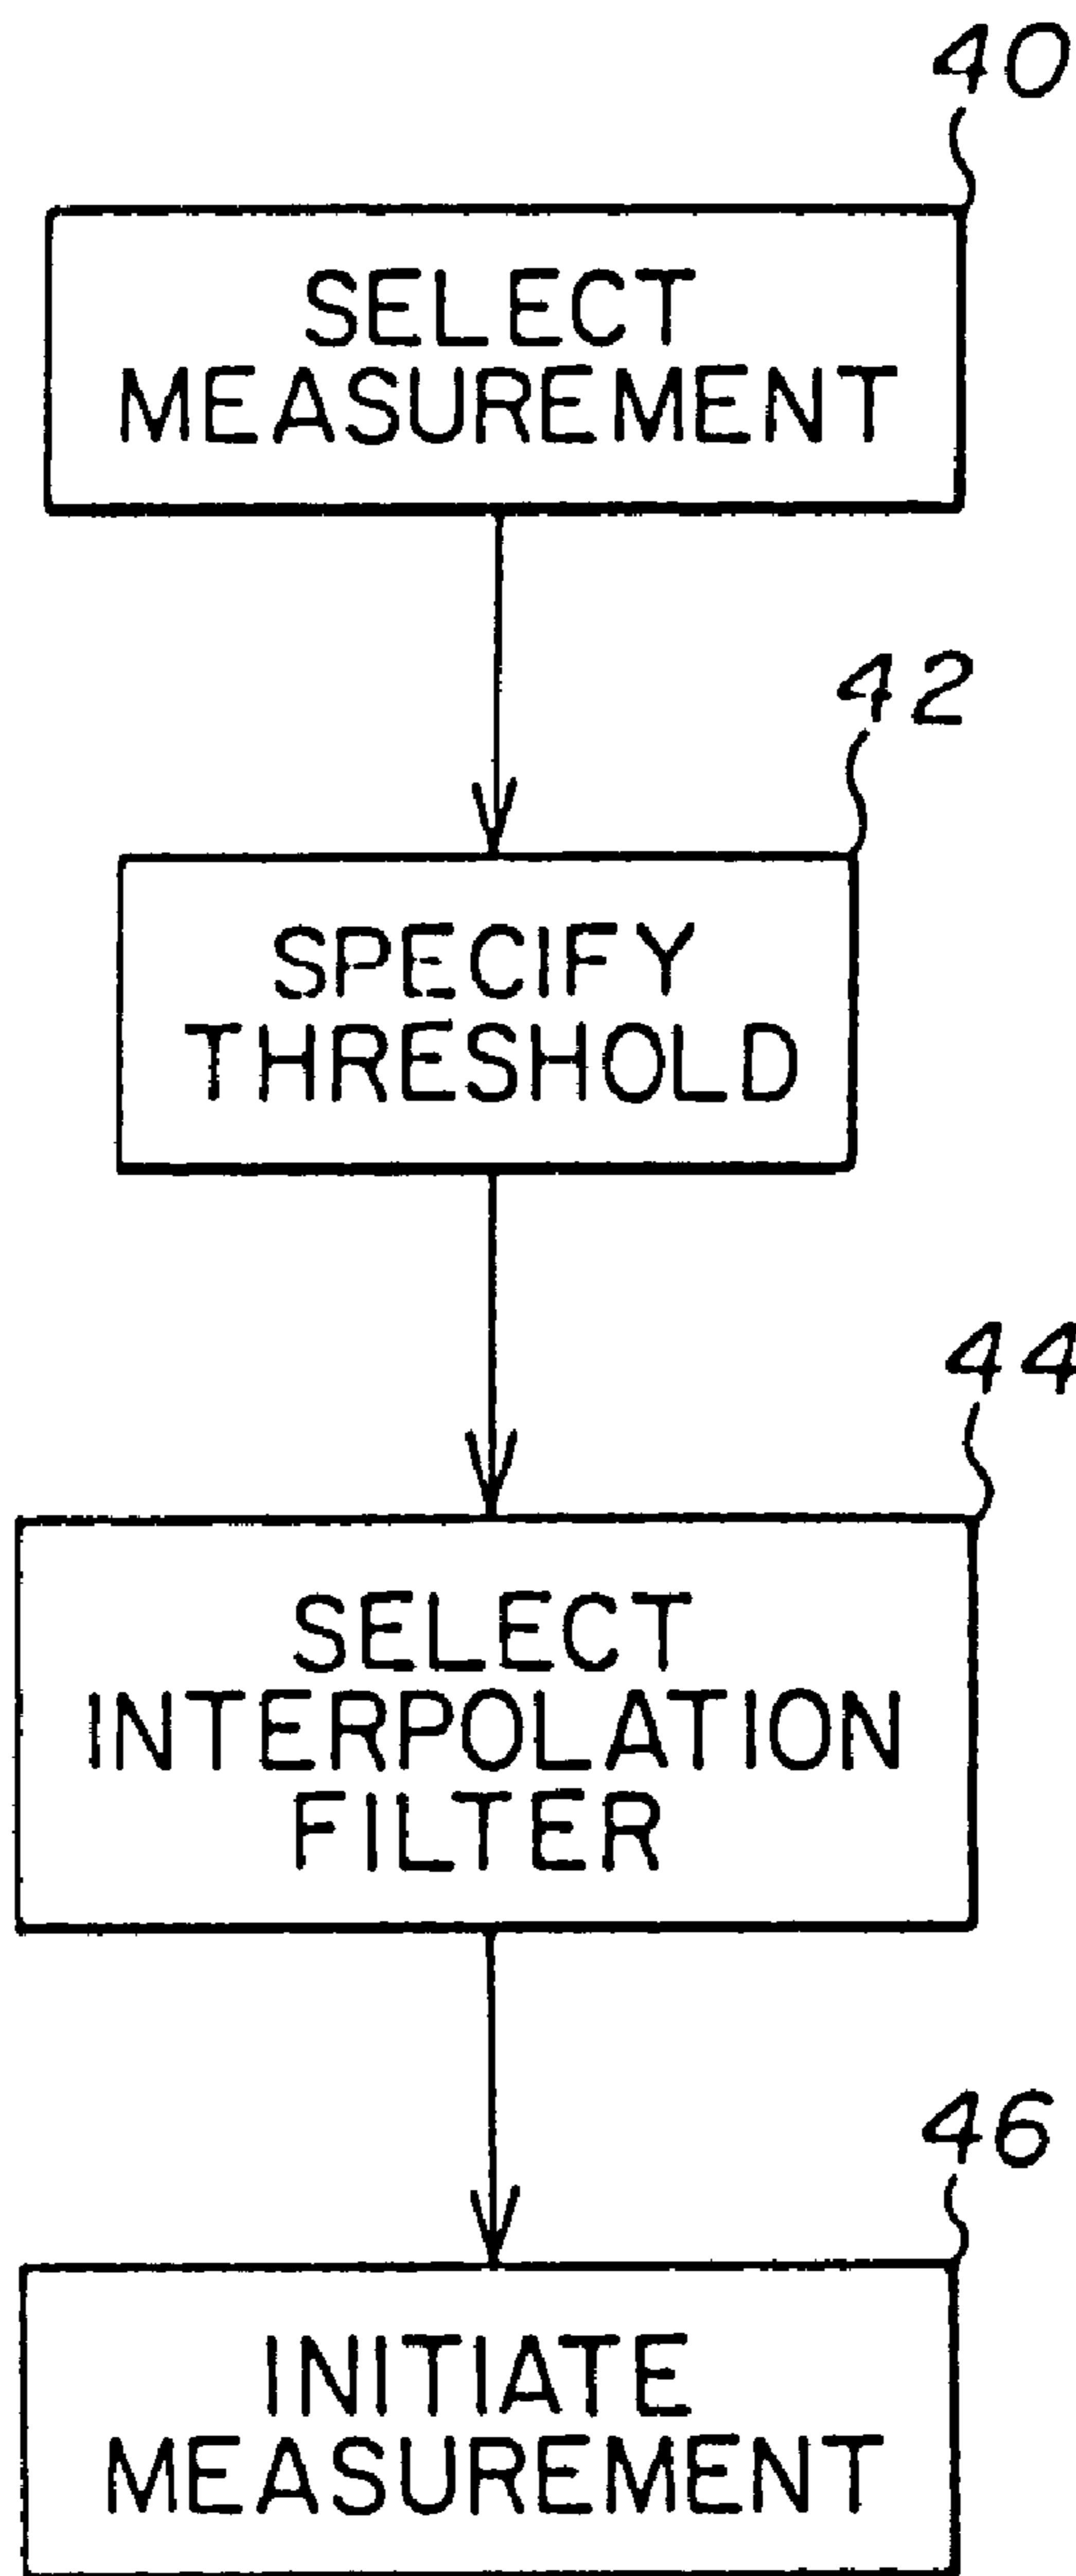 40
SELECT
MEASUREMENT
42
SPECIFY
THRESHOLD
44
SELECT
INTERPOLATION
FILTER
46
INITIATE
MEASUREMENT